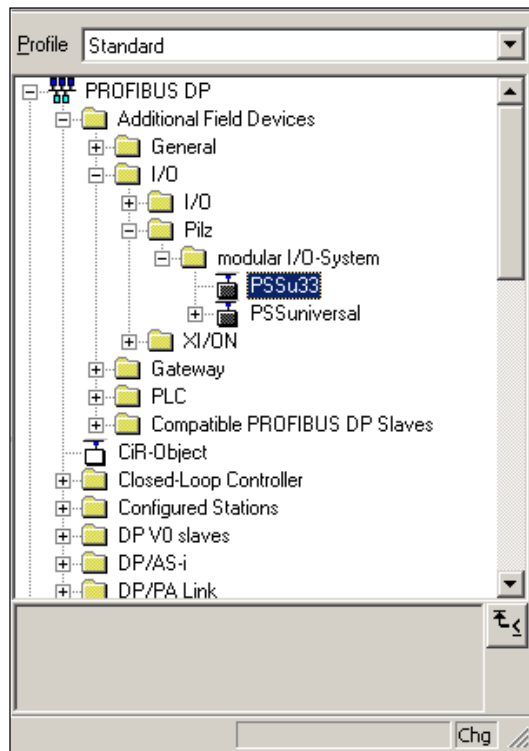 Profile Standard
PROFIBUS DP
Additional Field Devices
General
I/O
I/O
Pilz
modular I/O-System
PSSu33
PSSuniversal
XI/ON
Gateway
PLC
Compatible PROFIBUS DP Slaves
CiR-Object
Closed-Loop Controller
Configured Stations
DP V0 slaves
DP/AS-i
DP/PA Link
Chg